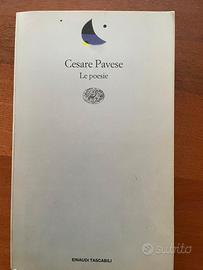 Cesare Pavese
Le poesie
EINAUDI TASCABILI
subito